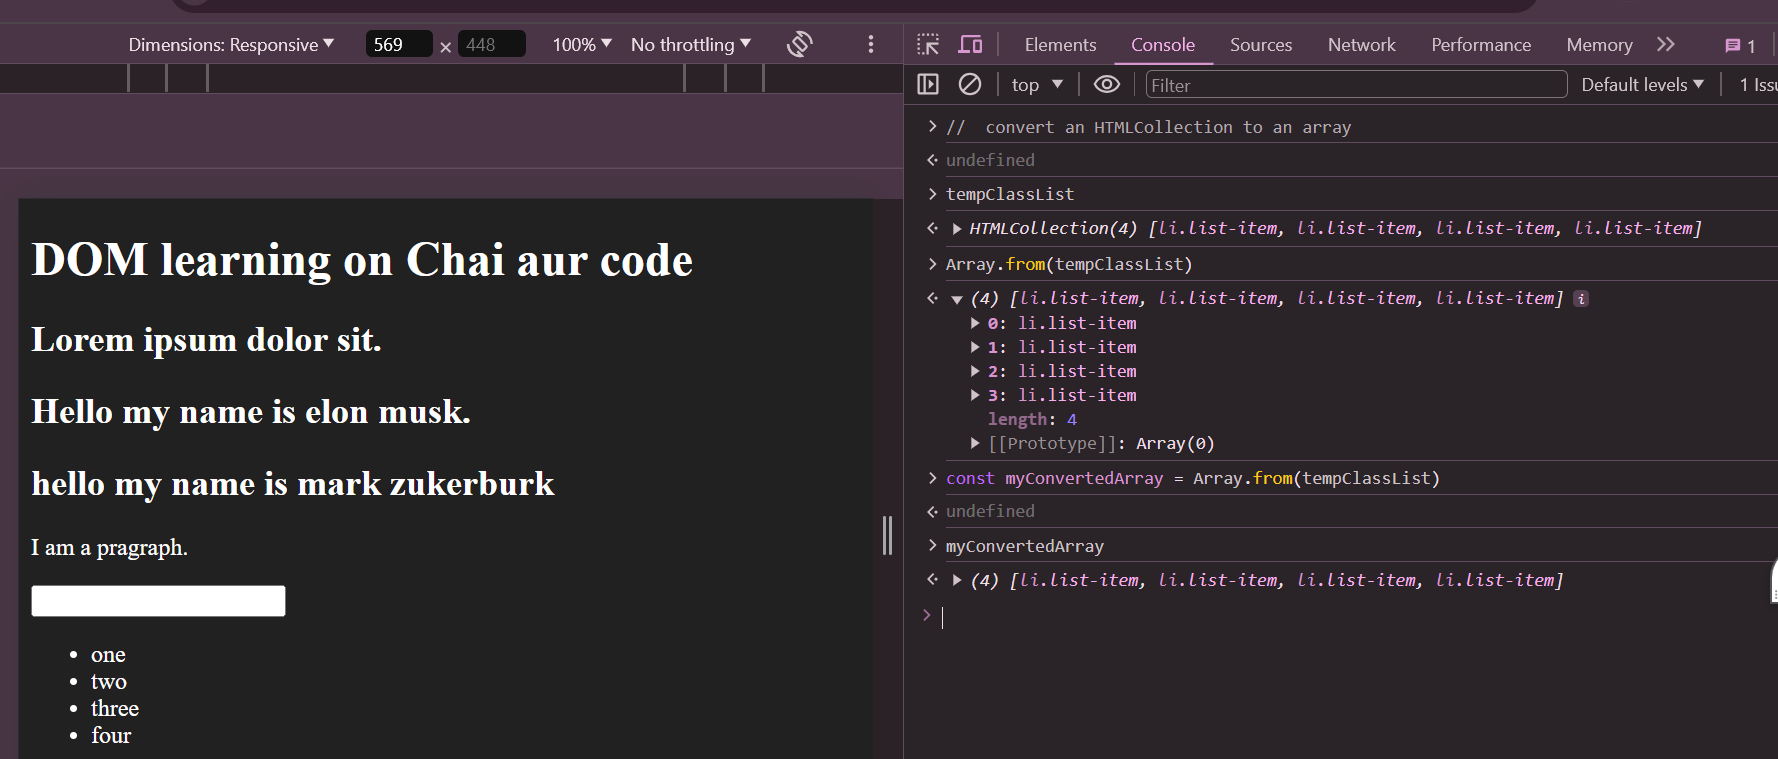 Dimensions: Responsive ▼ 569 × 448 100% ▼ No throttling ▼
Elements Console Sources Network Performance Memory 1
top ▼ Filter Default levels ▼ 1 Issu
DOM learning on Chai aur code
Lorem ipsum dolor sit.
Hello my name is elon musk.
hello my name is mark zukerburk
I am a pragraph.
• one
• two
• three
• four
// convert an HTMLCollection to an array
undefined
tempClassList
HTMLCollection(4) [li.list-item, li.list-item, li.list-item, li.list-item]
Array.from(tempClassList)
(4) [li.list-item, li.list-item, li.list-item, li.list-item] i
0: li.list-item
1: li.list-item
2: li.list-item
3: li.list-item
length: 4
[[Prototype]]: Array(0)
const myConvertedArray = Array.from(tempClassList)
undefined
myConvertedArray
(4) [li.list-item, li.list-item, li.list-item, li.list-item]